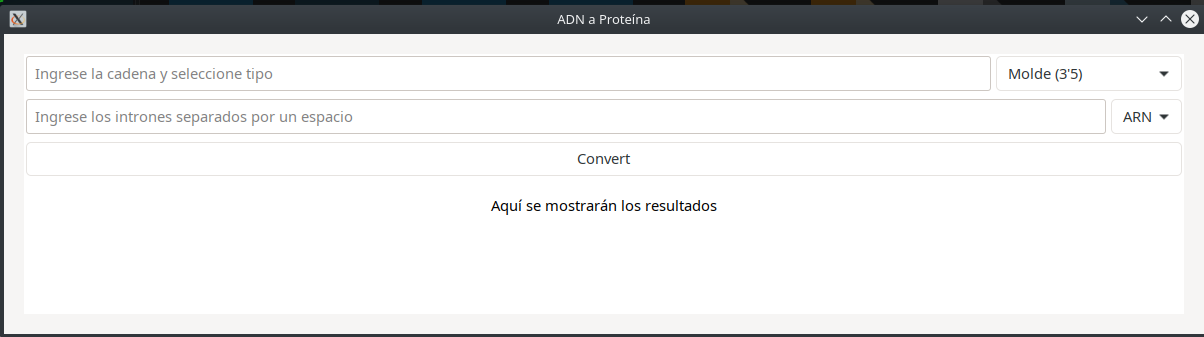 ADN a Proteína
Ingrese la cadena y seleccione tipo
Molde (3'5)
Ingrese los intrones separados por un espacio
ARN
Convert
Aquí se mostrarán los resultados